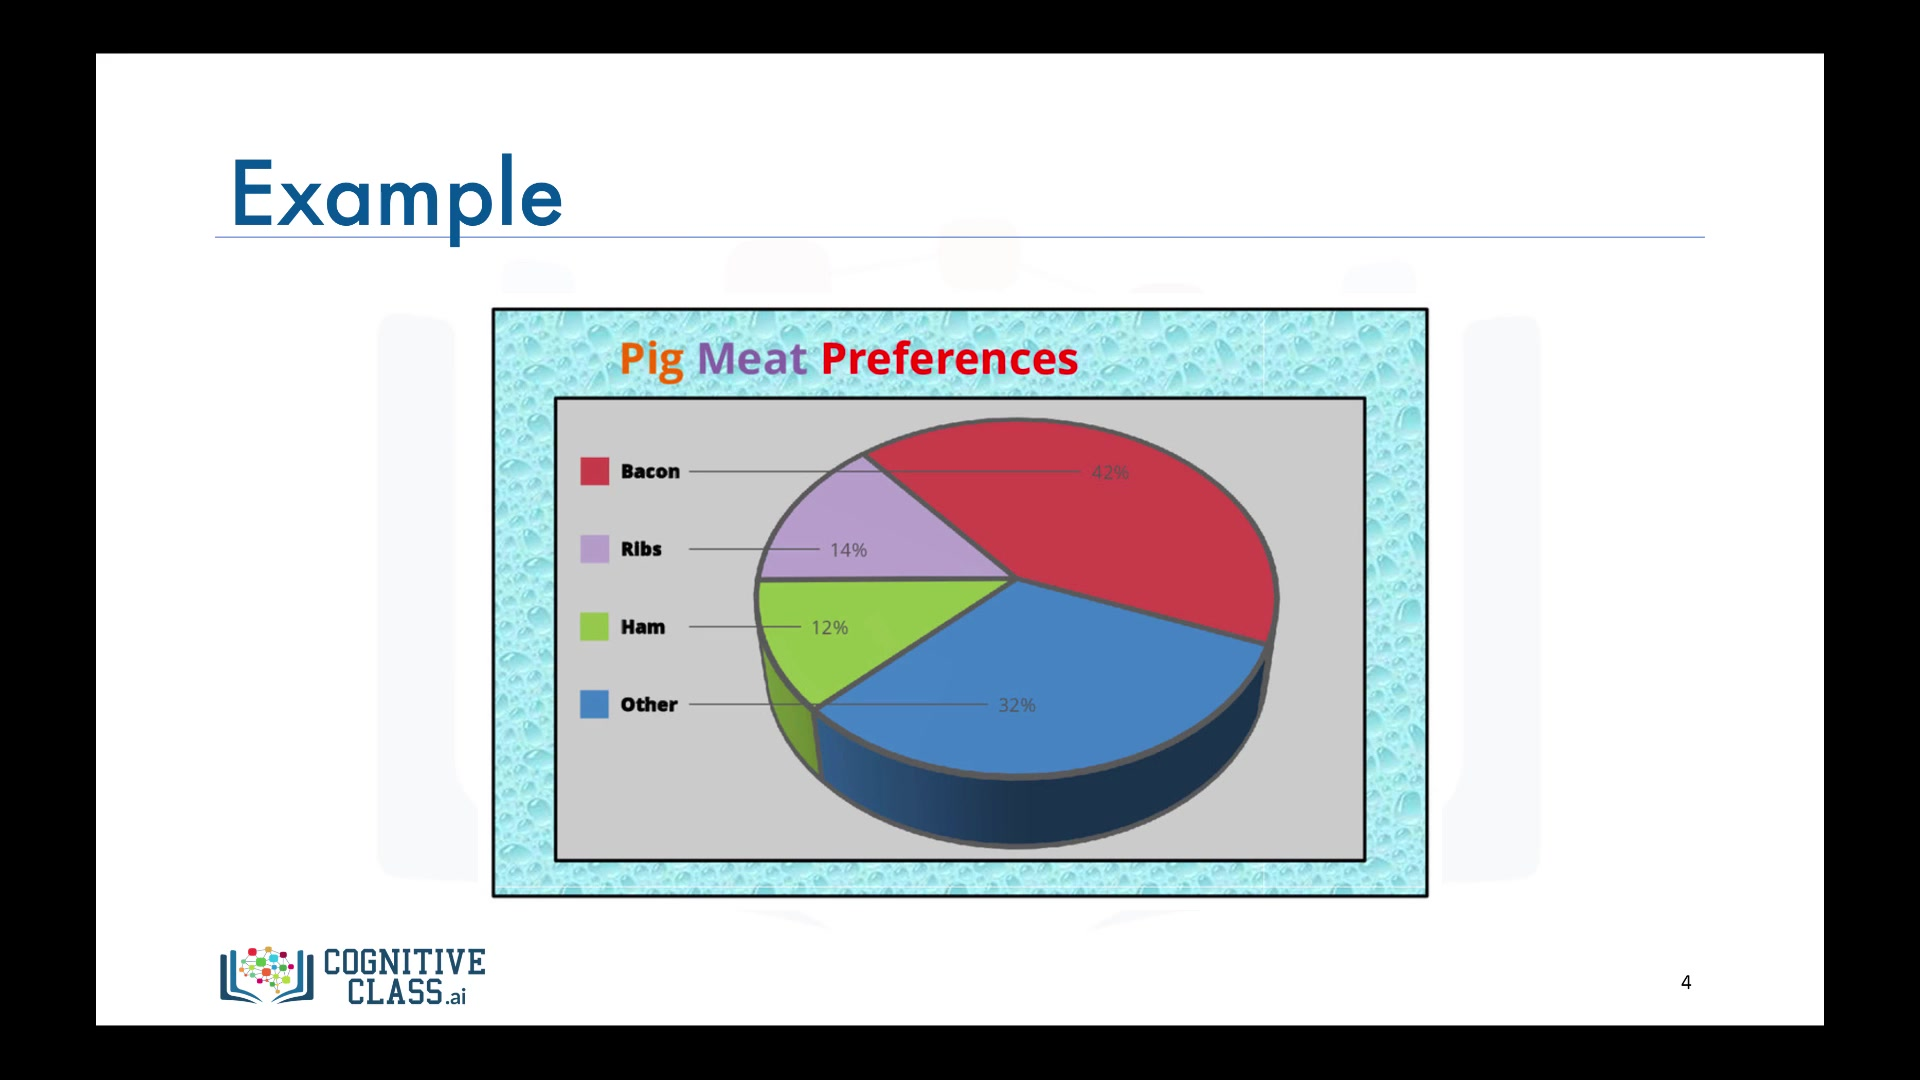 Example
Pig Meat Preferences
Bacon 42%
Ribs 14%
Ham 12%
Other 32%
COGNITIVE
CLASS.ai
4